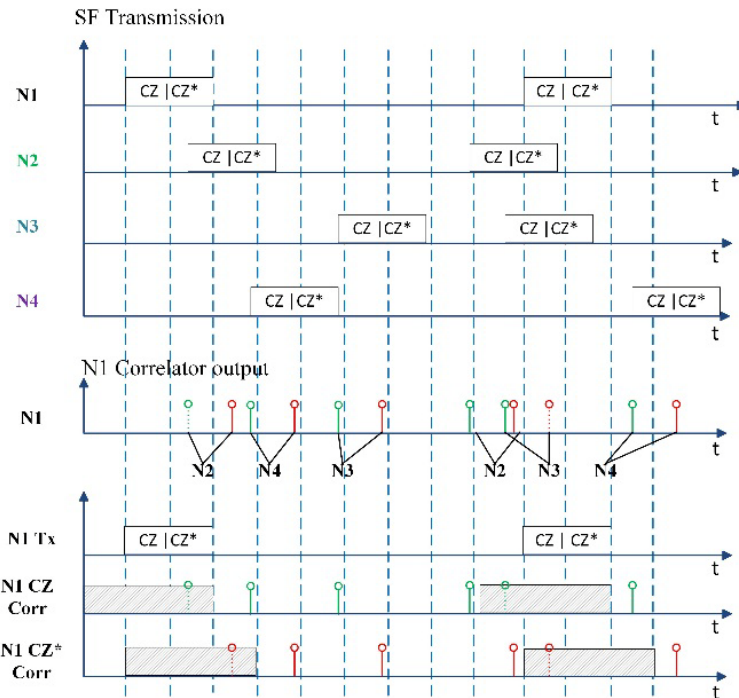 SF Transmission
N1
CZ |CZ*
CZ | CZ*
t
N2
CZ |CZ*
CZ |CZ*
t
N3
CZ |CZ*
CZ |CZ*
t
N4
CZ |CZ*
CZ |CZ*
t
N1 Correlator output
N1
t
N2 N4 N3 N2 N3 N4
N1 Tx
CZ |CZ*
CZ | CZ*
t
N1 CZ
Corr
t
N1 CZ*
Corr
t